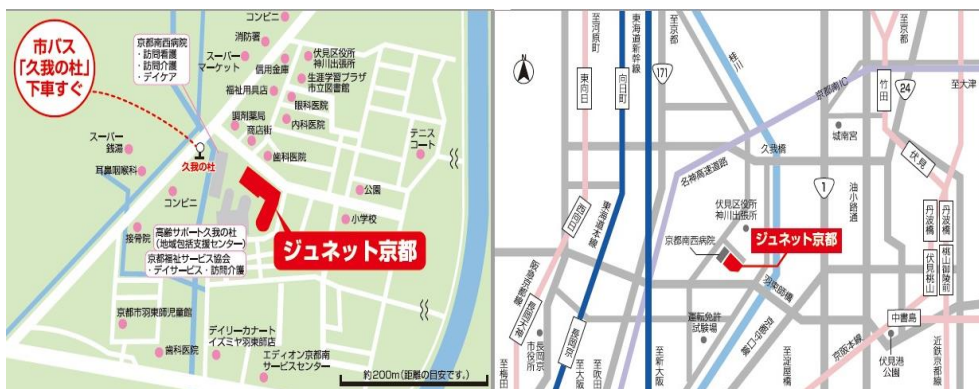 市バス
「久我の杜」
下車すぐ
京都南西病院
・訪問看護
・訪問介護
・デイケア
コンビニ
消防署
スーパー
マーケット
信用金庫
伏見区役所
神川出張所
生涯学習プラザ
市立図書館
福祉用具店
眼科医院
調剤薬局
内科医院
商店街
テニス
コート
スーパー
銭湯
久我の杜
歯科医院
耳鼻咽喉科
コンビニ
公園
小学校
接骨院
高齢サポート久我の杜
(地域包括支援センター)
ジュネット京都
京都福祉サービス協会
・デイサービス・訪問介護
京都市羽束師児童館
歯科医院
デイリーカナート
イズミヤ羽束師店
エディオン京都南
サービスセンター
約200m(距離の目安です。)
至河原町
東海道新幹線
至京都
171
桂川
至京都
N
東向日
向日町
京都南IC
竹田
24
至大津
城南宮
久我橋
名神高速道路
伏見
1
油小路通
西向日
東海道本線
伏見区役所
神川出張所
京都南西病院
ジュネット京都
丹波橋
丹波橋
伏見桃山
桃山御陵前
羽束師橋
阪急京都線
長岡天神
長岡京
運転免許
試験場
中書島
長岡京
市役所
京阪本線
伏見港
公園
至梅田
至大阪
至吹田
至新大阪
至淀屋橋
近鉄京都線